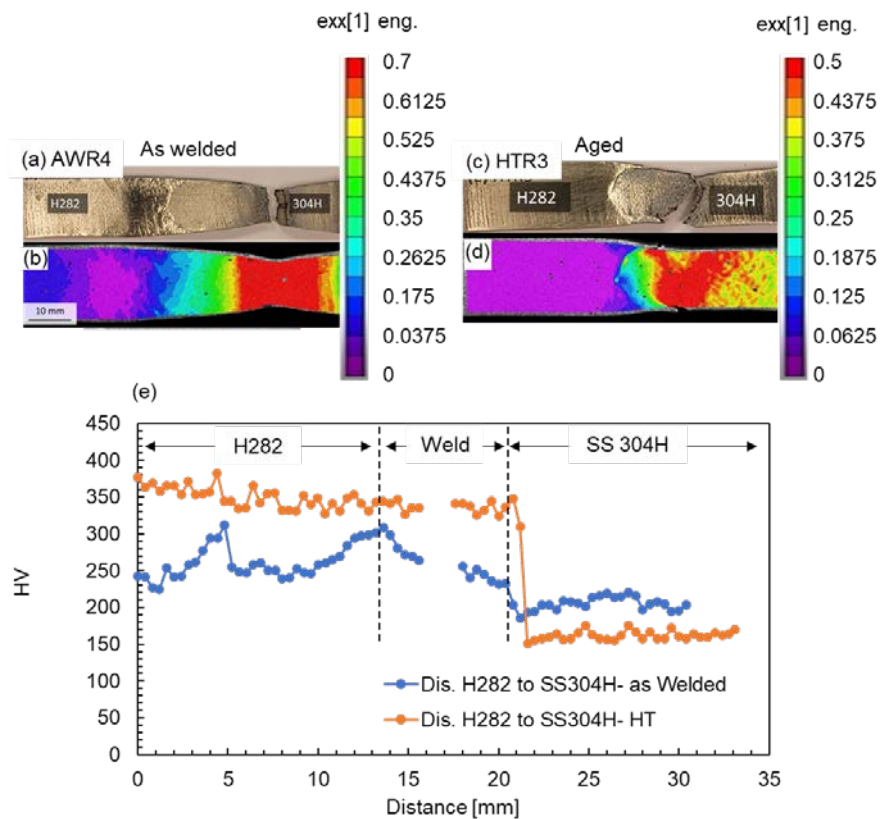 exx[1] eng.
0.7
0.6125
0.525
0.4375
0.35
0.2625
0.175
0.0375
0
exx[1] eng.
0.5
0.4375
0.375
0.3125
0.25
0.1875
0.125
0.0625
0
(a) AWR4 As welded
H282
304H
(b)
10 mm
(c) HTR3 Aged
H282
304H
(d)
(e)
H282 Weld SS 304H
HV
450
400
350
300
250
200
150
100
50
0
Dis. H282 to SS304H- as Welded
Dis. H282 to SS304H- HT
0 5 10 15 20 25 30 35
Distance [mm]